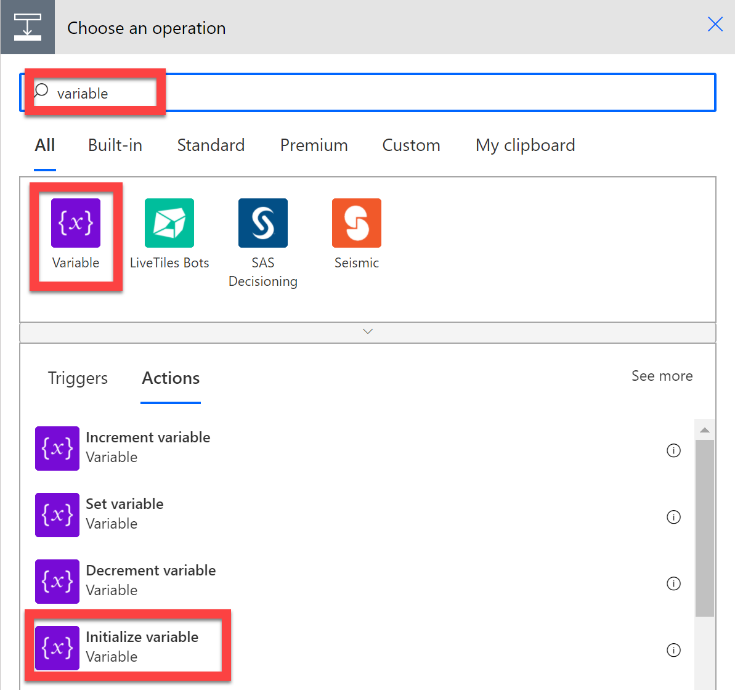 Choose an operation
variable
All Built-in Standard Premium Custom My clipboard
{x}
Variable LiveTiles Bots SAS Seismic
Decisioning
Triggers Actions See more
{x} Increment variable
Variable
{x} Set variable
Variable
{x} Decrement variable
Variable
{x} Initialize variable
Variable